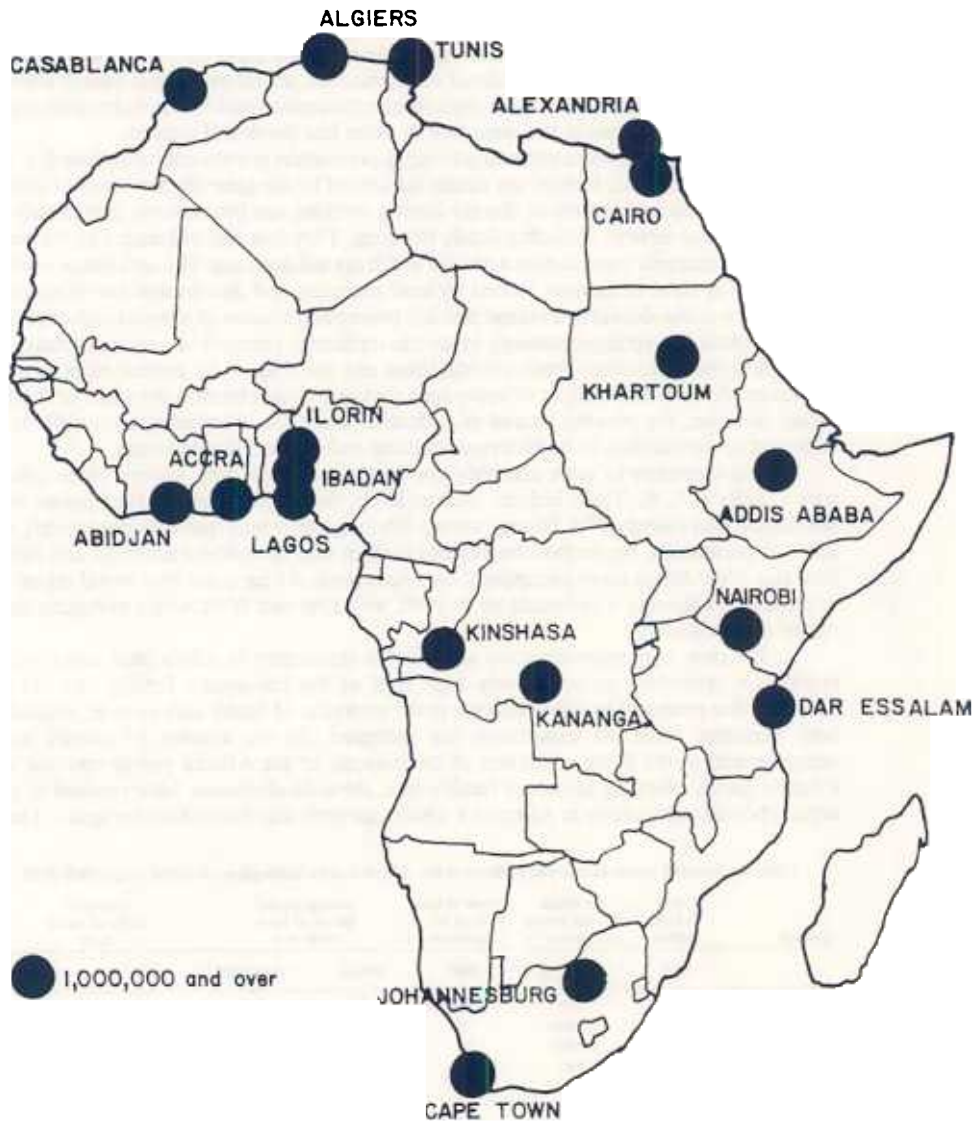 ALGIERS
TUNIS
CASABLANCA
ALEXANDRIA
CAIRO
KHARTOUM
ILORIN
ACCRA
IBADAN
ADDIS ABABA
ABIDJAN
LAGOS
NAIROBI
KINSHASA
KANANGA
DAR ESSALAM
1,000,000 and over
JOHANNESBURG
CAPE TOWN